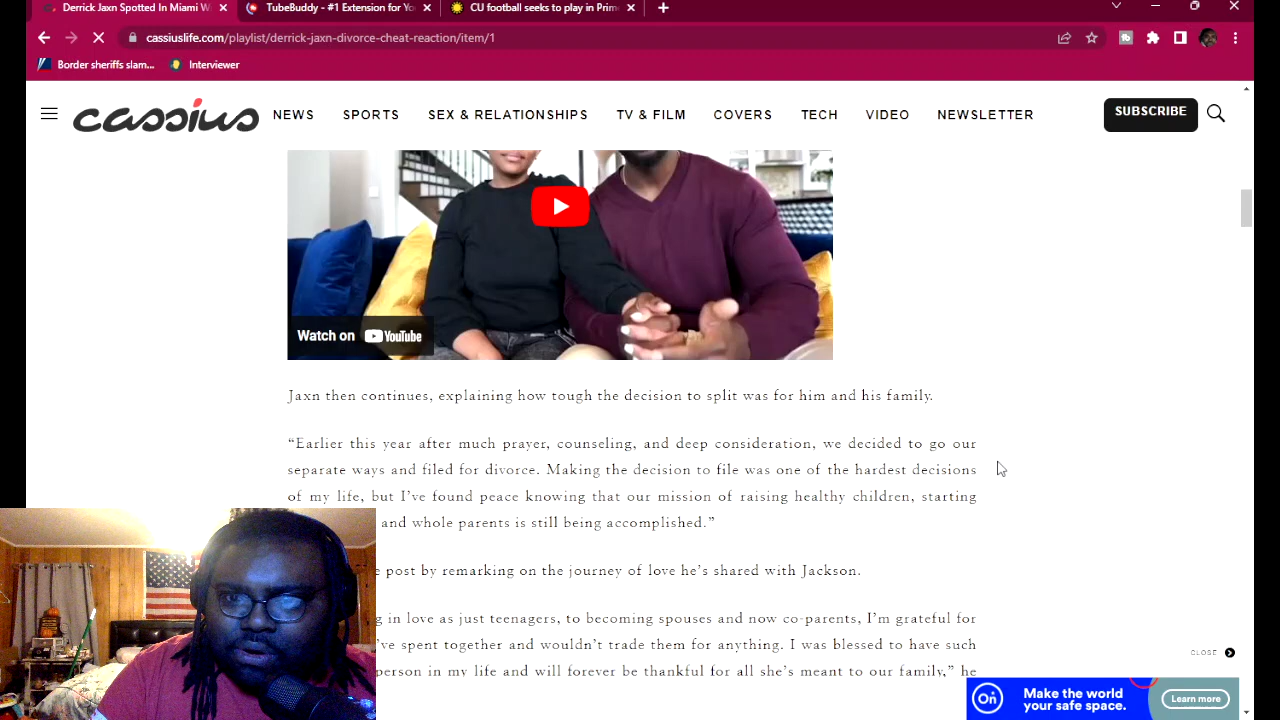 Derrick Jaxn Spotted In Miami W
TubeBuddy - #1 Extension for Yo
CU football seeks to play in Prim
cassiuslife.com/playlist/derrick-jaxn-divorce-cheat-reaction/item/1
Border sheriffs slam...
Interviewer
cassius
NEWS
SPORTS
SEX & RELATIONSHIPS
TV & FILM
COVERS
TECH
VIDEO
NEWSLETTER
SUBSCRIBE
Watch on YouTube
Jaxn then continues, explaining how tough the decision to split was for him and his family.
“Earlier this year after much prayer, counseling, and deep consideration, we decided to go our
separate ways and filed for divorce. Making the decision to file was one of the hardest decisions
of my life, but I’ve found peace knowing that our mission of raising healthy children, starting
and whole parents is still being accomplished.”
post by remarking on the journey of love he’s shared with Jackson.
in love as just teenagers, to becoming spouses and now co-parents, I’m grateful for
’ve spent together and wouldn’t trade them for anything. I was blessed to have such
person in my life and will forever be thankful for all she’s meant to our family,” he
CLOSE
On
Make the world
your safe space.
Learn more